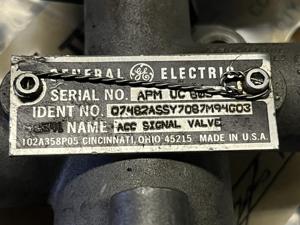 GENERAL GE ELECTRIC
SERIAL NO. APM UC
IDENT NO. 07482ASSY7087M94G03
NAME ACC SIGNAL VALVE
102A358P05 CINCINNATI, OHIO 45215 MADE IN U.S.A.